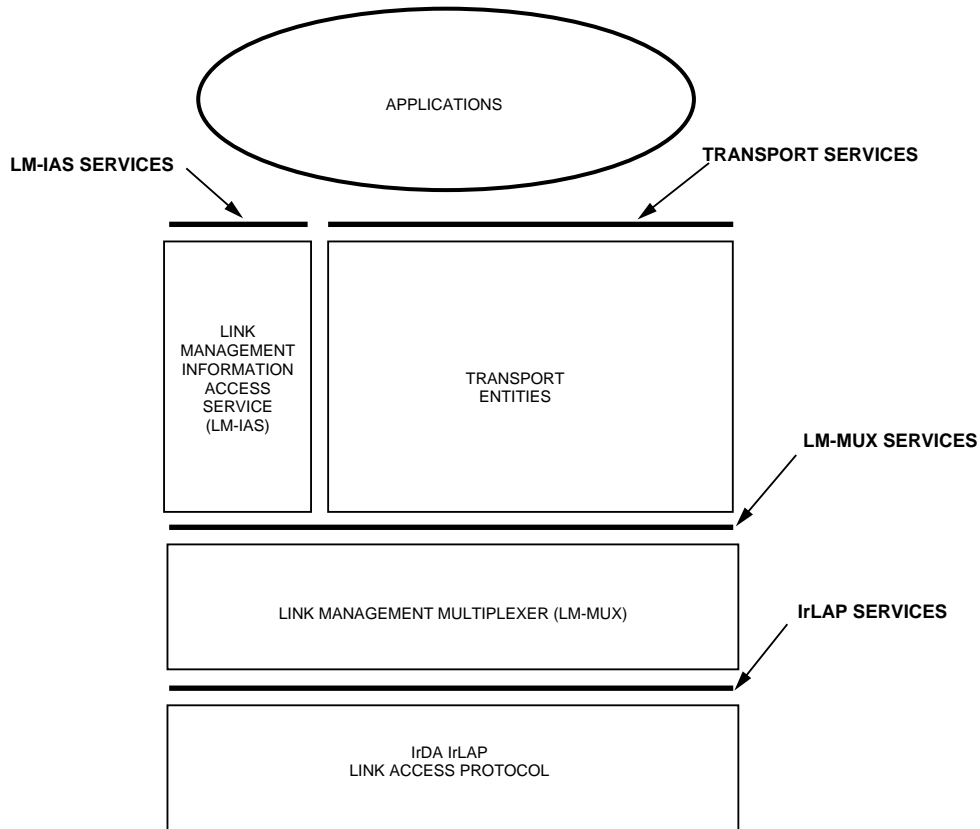 APPLICATIONS
LM-IAS SERVICES
TRANSPORT SERVICES
LINK
MANAGEMENT
INFORMATION
ACCESS
SERVICE
(LM-IAS)
TRANSPORT
ENTITIES
LM-MUX SERVICES
LINK MANAGEMENT MULTIPLEXER (LM-MUX)
IrLAP SERVICES
IrDA IrLAP
LINK ACCESS PROTOCOL